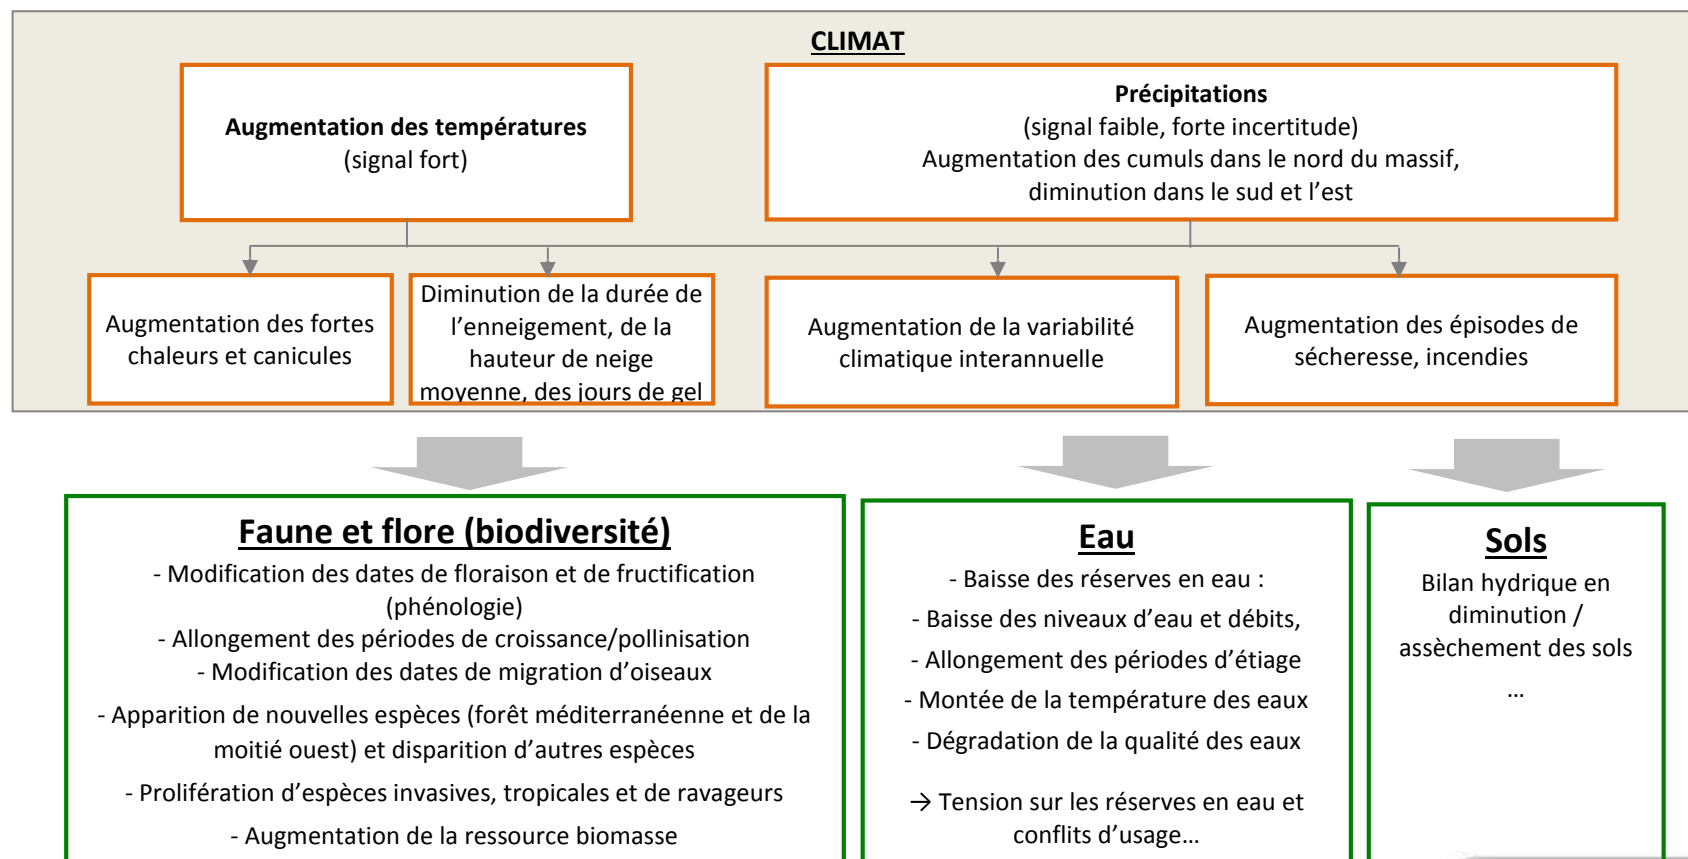 CLIMAT
Augmentation des températures
(signal fort)
Précipitations
(signal faible, forte incertitude)
Augmentation des cumuls dans le nord du massif,
diminution dans le sud et l’est
Augmentation des fortes
chaleurs et canicules
Diminution de la durée de
l’enneigement, de la
hauteur de neige
moyenne, des jours de gel
Augmentation de la variabilité
climatique interannuelle
Augmentation des épisodes de
sécheresse, incendies
Faune et flore (biodiversité)
- Modification des dates de floraison et de fructification
(phénologie)
- Allongement des périodes de croissance/pollinisation
- Modification des dates de migration d’oiseaux
- Apparition de nouvelles espèces (forêt méditerranéenne et de la
moitié ouest) et disparition d’autres espèces
- Prolifération d’espèces invasives, tropicales et de ravageurs
- Augmentation de la ressource biomasse
Eau
- Baisse des réserves en eau :
- Baisse des niveaux d’eau et débits,
- Allongement des périodes d’étiage
- Montée de la température des eaux
- Dégradation de la qualité des eaux
→ Tension sur les réserves en eau et
conflits d’usage…
Sols
Bilan hydrique en
diminution /
assèchement des sols
…